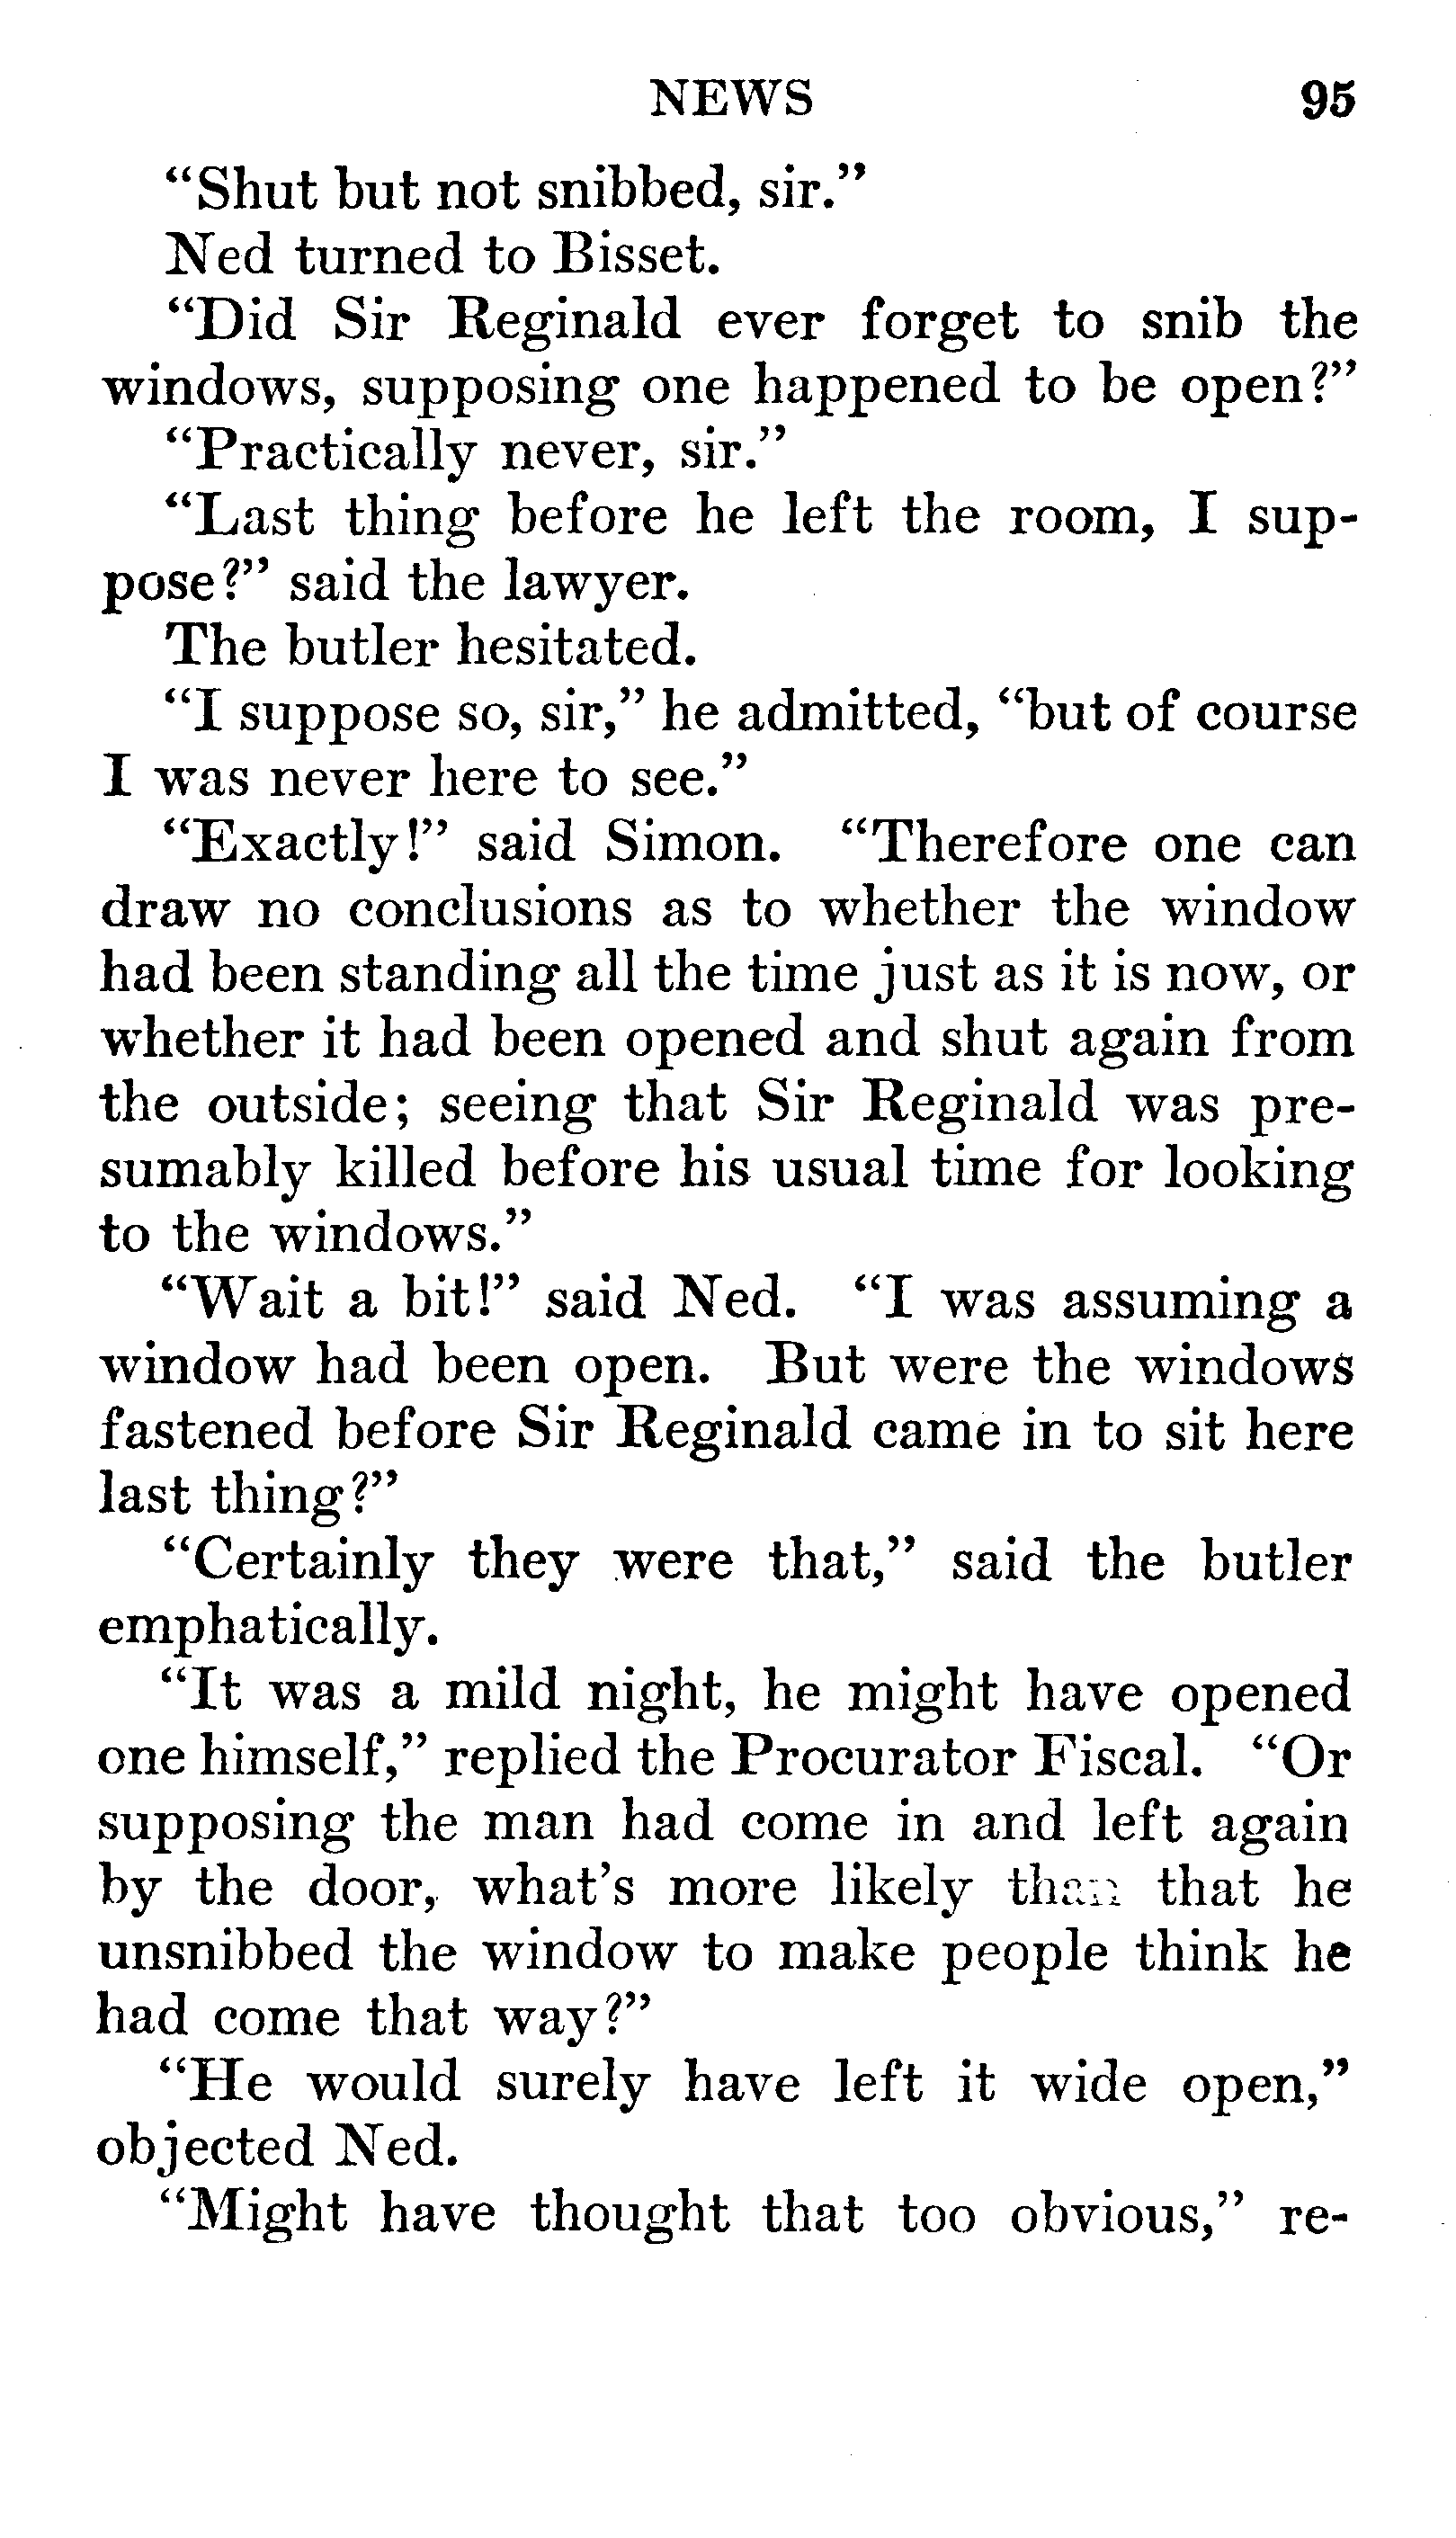 NEWS 95
“Shut but not snibbed, sir.”
Ned turned to Bisset.
“Did Sir Reginald ever forget to snib the
windows, supposing one happened to be open?”
“Practically never, sir.”
“Last thing before he left the room, I sup-
pose?” said the lawyer.
The butler hesitated.
“I suppose so, sir,” he admitted, “but of course
I was never here to see.”
“Exactly!” said Simon. “Therefore one can
draw no conclusions as to whether the window
had been standing all the time just as it is now, or
whether it had been opened and shut again from
the outside; seeing that Sir Reginald was pre-
sumably killed before his usual time for looking
to the windows.”
“Wait a bit!” said Ned. “I was assuming a
window had been open. But were the windows
fastened before Sir Reginald came in to sit here
last thing?”
“Certainly they were that,” said the butler
emphatically.
“It was a mild night, he might have opened
one himself,” replied the Procurator Fiscal. “Or
supposing the man had come in and left again
by the door, what’s more likely than that he
unsnibbed the window to make people think he
had come that way?”
“He would surely have left it wide open,”
objected Ned.
“Might have thought that too obvious,” re-